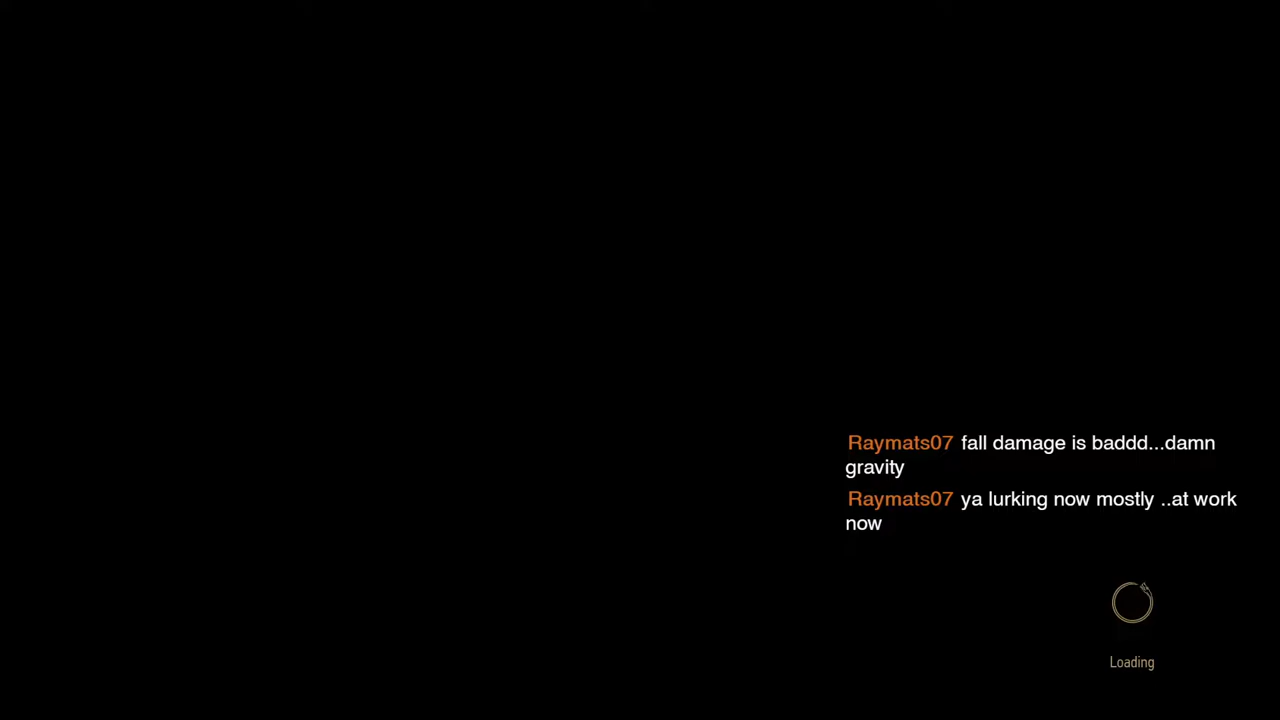 Raymats07 fall damage is baddd...damn
gravity
Raymats07 ya lurking now mostly ..at work
now
Loading